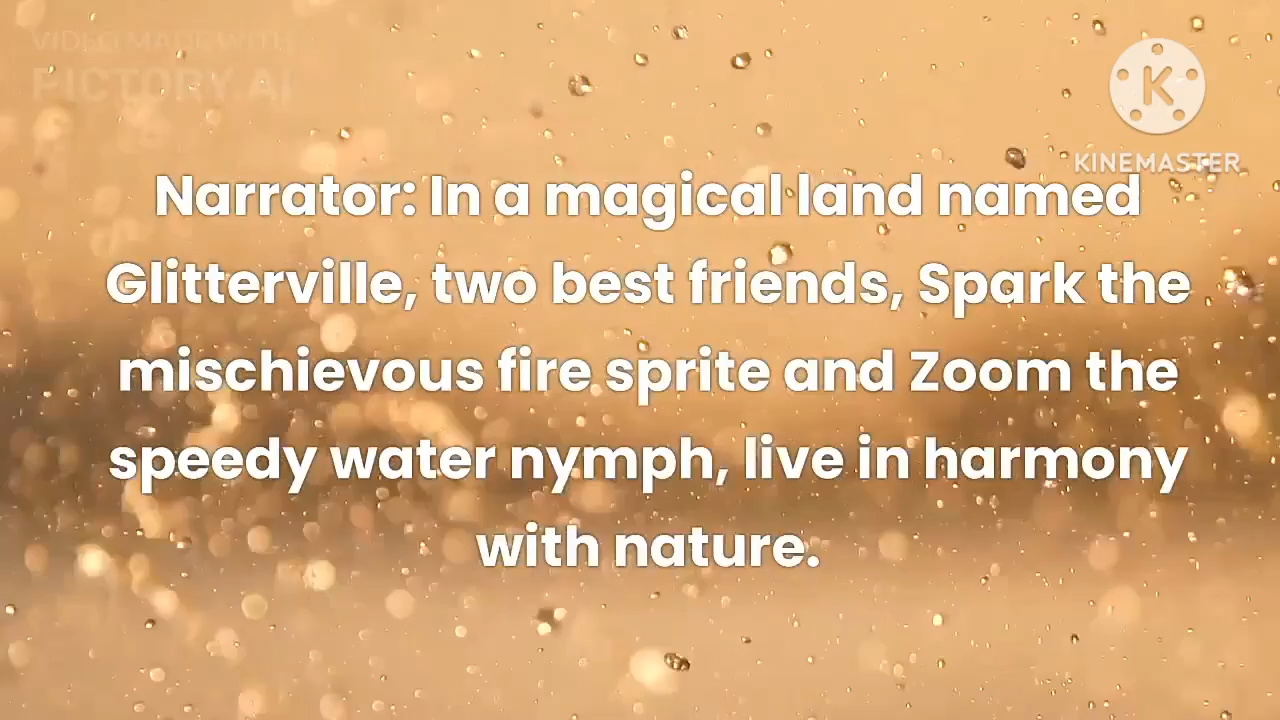 VIDEO MADE WITH
PICTORY.AI
K
KINEMASTER
Narrator: In a magical land named
Glitterville, two best friends, Spark the
mischievous fire sprite and Zoom the
speedy water nymph, live in harmony
with nature.